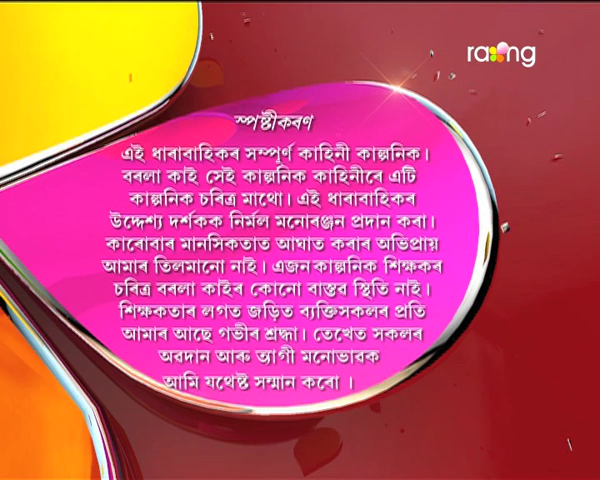 rang
স্পষ্টীকৰণ
এই ধাৰাবাহিকৰ সম্পূৰ্ণ কাহিনী কাল্পনিক।
বৰলা কাই সেই কাল্পনিক কাহিনীৰে এটি
কাল্পনিক চৰিত্ৰ মাথো। এই ধাৰাবাহিকৰ
উদ্দেশ্য দৰ্শকক নিৰ্মল মনোৰঞ্জন প্ৰদান কৰা।
কাৰোবাৰ মানসিকতাত আঘাত কৰাৰ অভিপ্ৰায়
আমাৰ তিলমানো নাই। এজন কাল্পনিক শিক্ষকৰ
চৰিত্ৰ বৰলা কাইৰ কোনো বাস্তৱ স্থিতি নাই।
শিক্ষকতাৰ লগত জড়িত ব্যক্তিসকলৰ প্ৰতি
আমাৰ আছে গভীৰ শ্ৰদ্ধা। তেখেত সকলৰ
অৱদান আৰু ত্যাগী মনোভাবক
আমি যথেষ্ট সন্মান কৰো ।